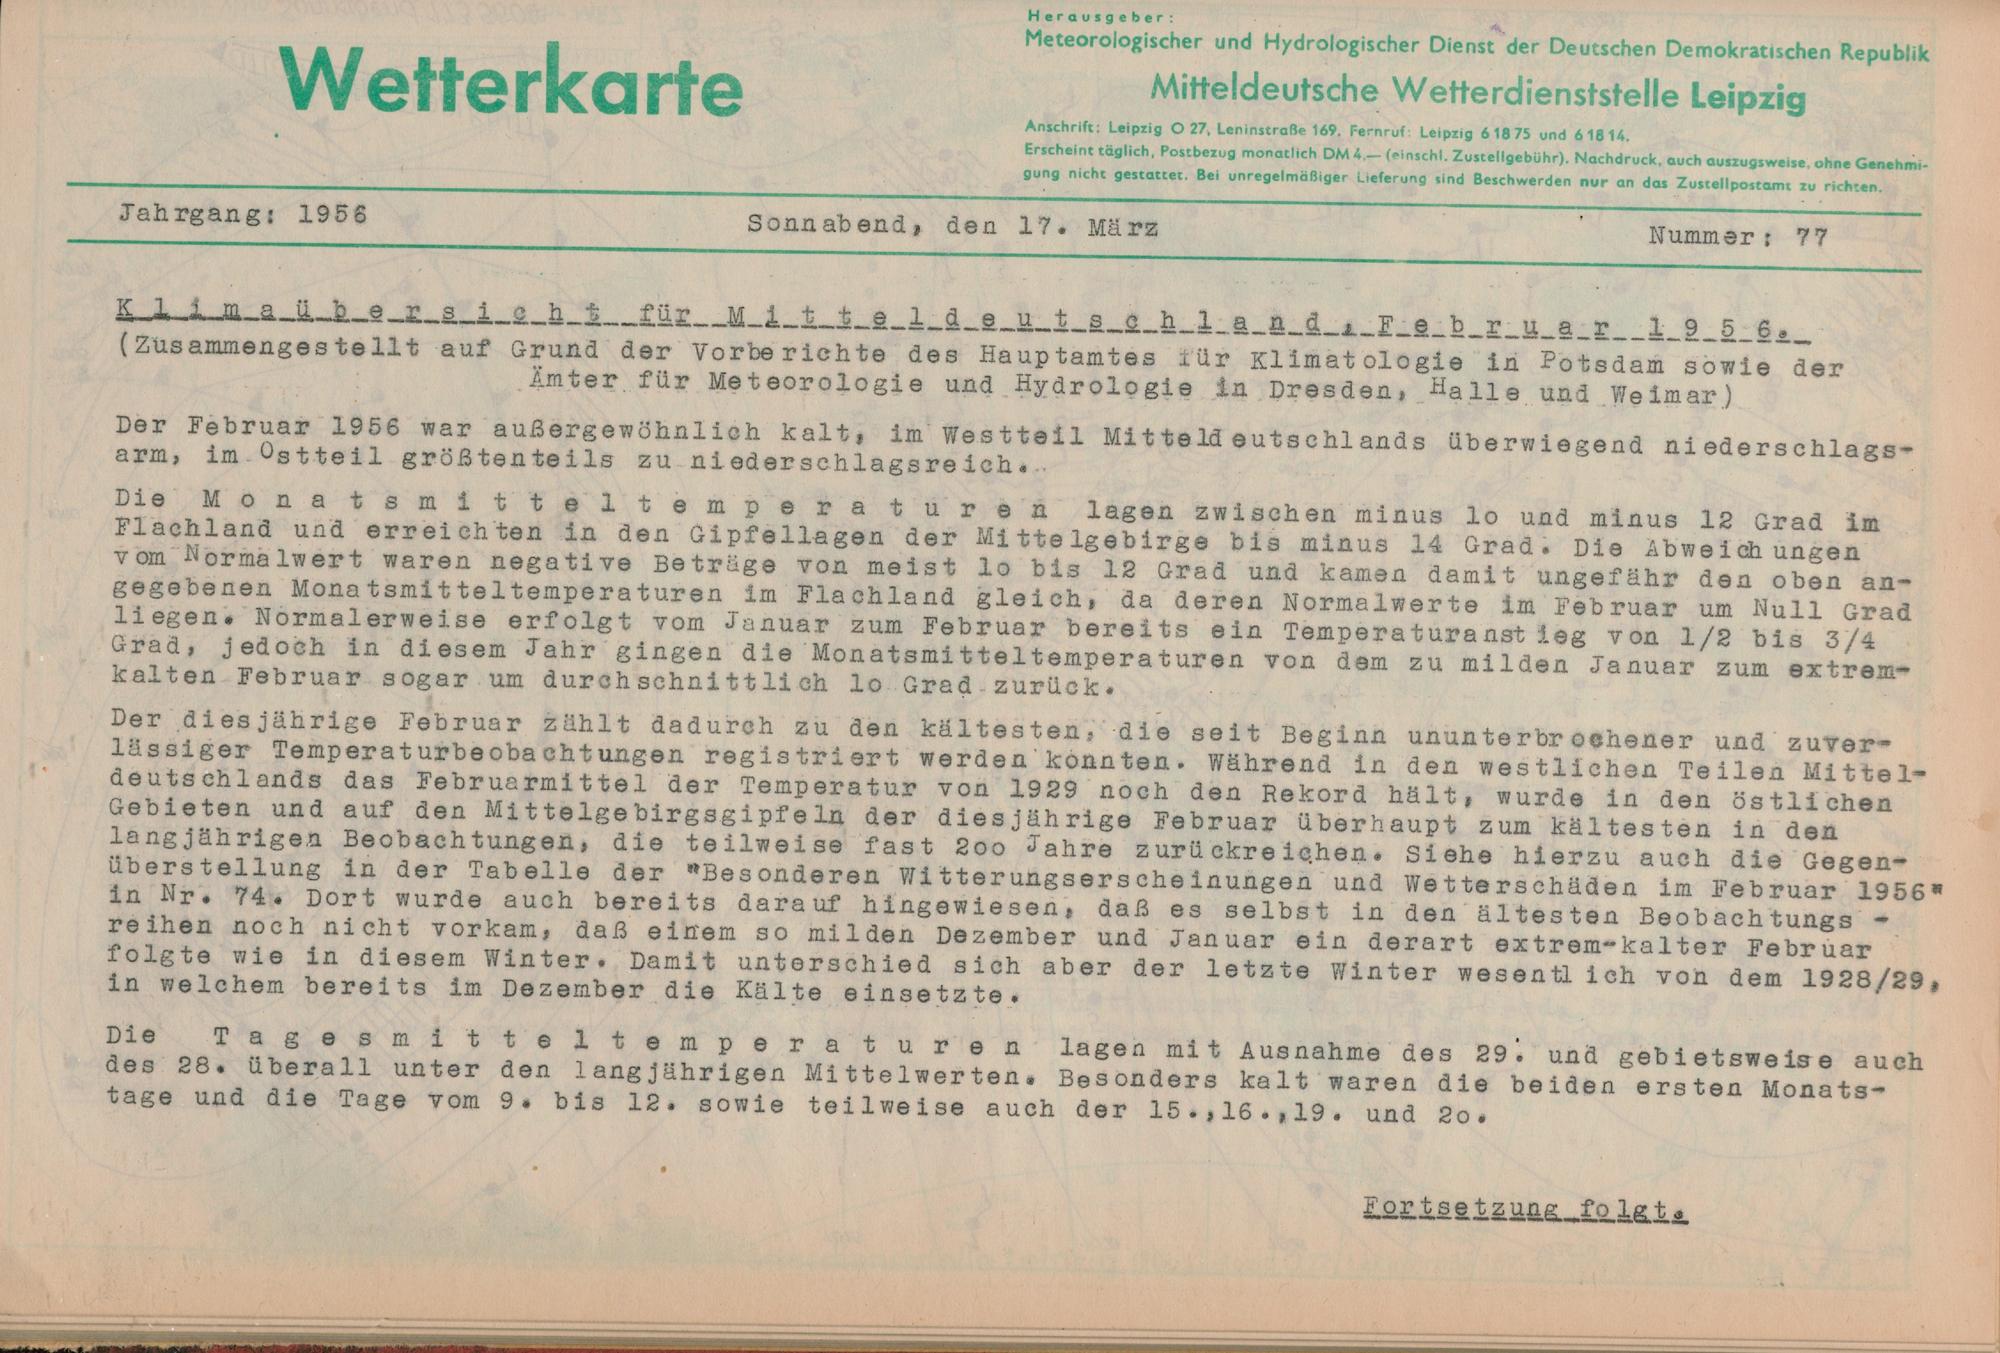 Wetterkarte
Herausgeber:
Meteorologischer und Hydrologischer Dienst der Deutschen Demokratischen Republik
Mitteldeutsche Wetterdienststelle Leipzig
Anschrift: Leipzig O 27, Leninstraße 169. Fernruf: Leipzig 6 18 75 und 6 18 14.
Erscheint täglich, Postbezug monatlich DM 4.— (einschl. Zustellgebühr). Nachdruck, auch auszugsweise, ohne Genehmi-
gung nicht gestattet. Bei unregelmäßiger Lieferung sind Beschwerden nur an das Zustellpostamt zu richten.
Jahrgang: 1956 Sonnabend, den 17. März Nummer: 77
K l i m a ü b e r s i c h t für M i t t e l d e u t s c h l a n d , F e b r u a r 1 9 5 6.
(Zusammengestellt auf Grund der Vorberichte des Hauptamtes für Klimatologie in Potsdam sowie der
Ämter für Meteorologie und Hydrologie in Dresden, Halle und Weimar)
Der Februar 1956 war außergewöhnlich kalt, im Westteil Mitteldeutschlands überwiegend niederschlags-
arm, im Ostteil größtenteils zu niederschlagsreich.
Die M o n a t s m i t t e l t e m p e r a t u r e n lagen zwischen minus lo und minus 12 Grad im
Flachland und erreichten in den Gipfellagen der Mittelgebirge bis minus 14 Grad. Die Abweichungen
vom Normalwert waren negative Beträge von meist lo bis 12 Grad und kamen damit ungefähr den oben an-
gegebenen Monatsmitteltemperaturen im Flachland gleich, da deren Normalwerte im Februar um Null Grad
liegen. Normalerweise erfolgt vom Januar zum Februar bereits ein Temperaturanstieg von 1/2 bis 3/4
Grad, jedoch in diesem Jahr gingen die Monatsmitteltemperaturen von dem zu milden Januar zum extrem-
kalten Februar sogar um durchschnittlich lo Grad zurück.
Der diesjährige Februar zählt dadurch zu den kältesten, die seit Beginn ununterbrochener und zuver-
lässiger Temperaturbeobachtungen registriert werden konnten. Während in den westlichen Teilen Mittel-
deutschlands das Februarmittel der Temperatur von 1929 noch den Rekord hält, wurde in den östlichen
Gebieten und auf den Mittelgebirgsgipfeln der diesjährige Februar überhaupt zum kältesten in den
langjährigen Beobachtungen, die teilweise fast 2oo Jahre zurückreichen. Siehe hierzu auch die Gegen-
überstellung in der Tabelle der "Besonderen Witterungserscheinungen und Wetterschäden im Februar 1956"
in Nr. 74. Dort wurde auch bereits darauf hingewiesen, daß es selbst in den ältesten Beobachtungs -
reihen noch nicht vorkam, daß einem so milden Dezember und Januar ein derart extrem-kalter Februar
folgte wie in diesem Winter. Damit unterschied sich aber der letzte Winter wesentlich von dem 1928/29,
in welchem bereits im Dezember die Kälte einsetzte.
Die T a g e s m i t t e l t e m p e r a t u r e n lagen mit Ausnahme des 29. und gebietsweise auch
des 28. überall unter den langjährigen Mittelwerten. Besonders kalt waren die beiden ersten Monats-
tage und die Tage vom 9. bis 12. sowie teilweise auch der 15.,16.,19. und 2o.
Fortsetzung folgt.